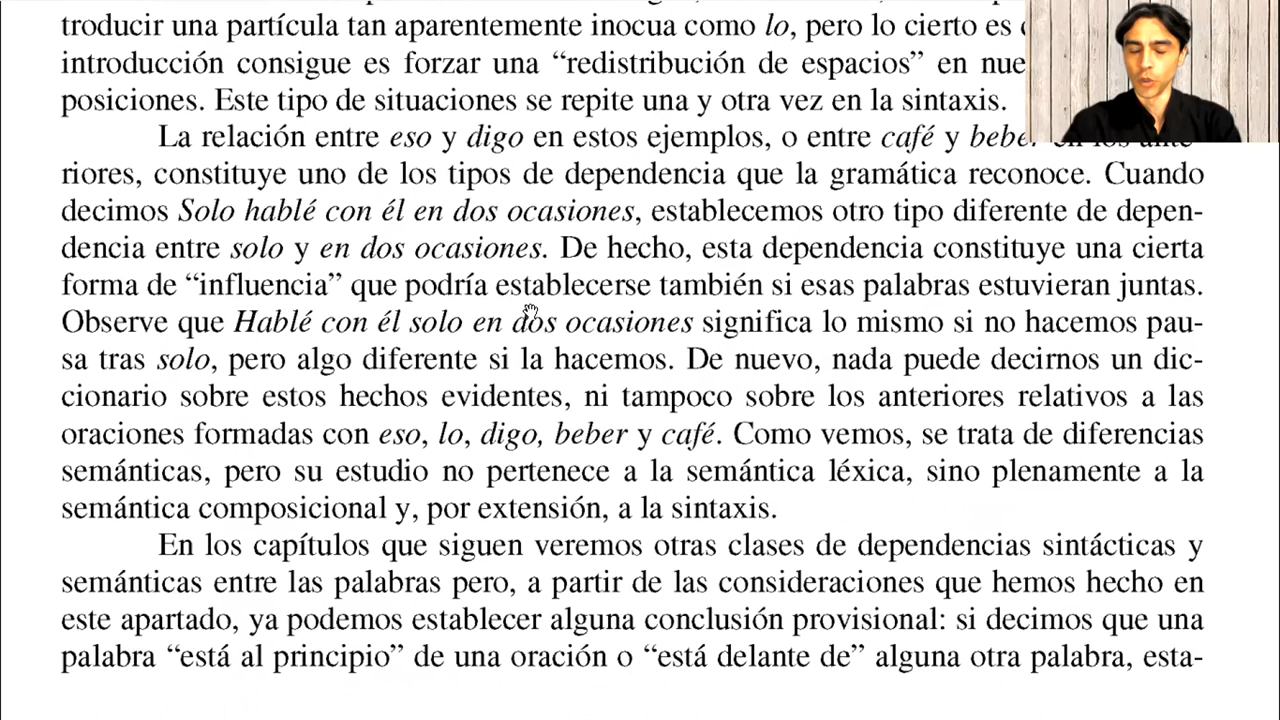 troducir una partícula tan aparentemente inocua como lo, pero lo cierto es
introducción consigue es forzar una “redistribución de espacios” en
posiciones. Este tipo de situaciones se repite una y otra vez en la sintaxis.
La relación entre eso y digo en estos ejemplos, o entre café y beber en los ante-
riores, constituye uno de los tipos de dependencia que la gramática reconoce. Cuando
decimos Solo hablé con él en dos ocasiones, establecemos otro tipo diferente de depen-
dencia entre solo y en dos ocasiones. De hecho, esta dependencia constituye una cierta
forma de “influencia” que podría establecerse también si esas palabras estuvieran juntas.
Observe que Hablé con él solo en dos ocasiones significa lo mismo si no hacemos pau-
sa tras solo, pero algo diferente si la hacemos. De nuevo, nada puede decirnos un dic-
cionario sobre estos hechos evidentes, ni tampoco sobre los anteriores relativos a las
oraciones formadas con eso, lo, digo, beber y café. Como vemos, se trata de diferencias
semánticas, pero su estudio no pertenece a la semántica léxica, sino plenamente a la
semántica composicional y, por extensión, a la sintaxis.
En los capítulos que siguen veremos otras clases de dependencias sintácticas y
semánticas entre las palabras pero, a partir de las consideraciones que hemos hecho en
este apartado, ya podemos establecer alguna conclusión provisional: si decimos que una
palabra “está al principio” de una oración o “está delante de” alguna otra palabra, esta-